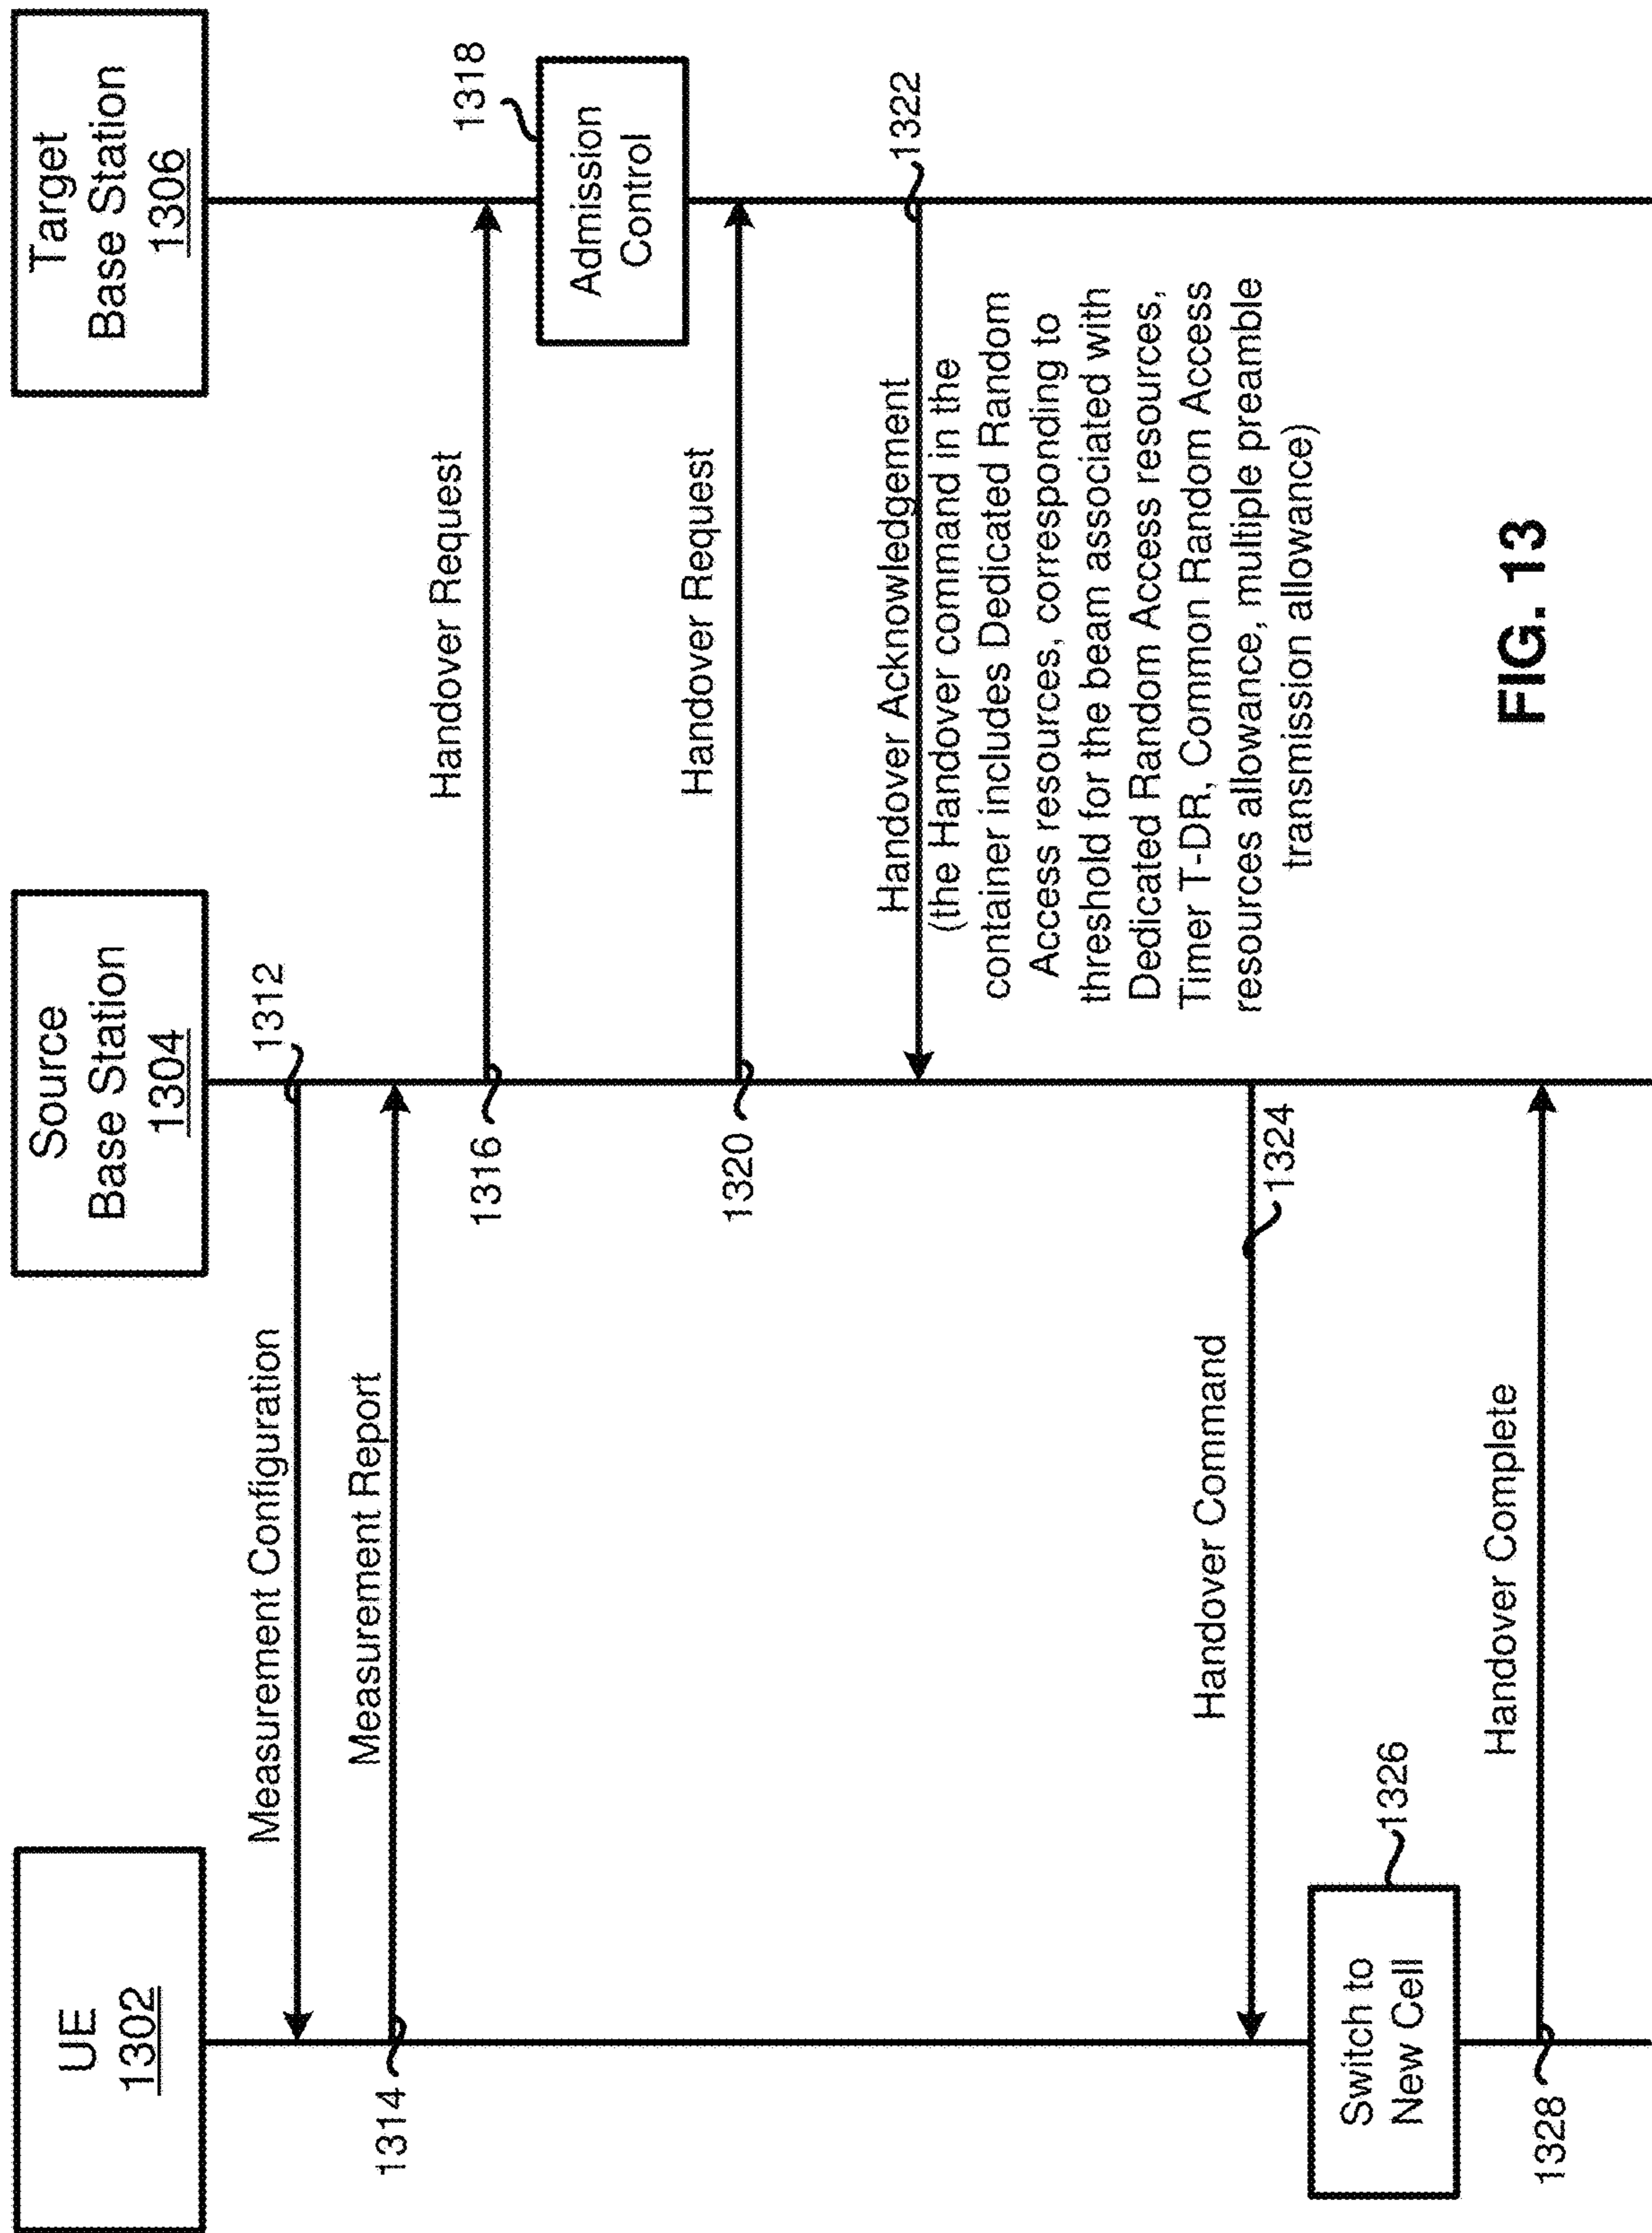 UE
1302
Source
Base Station
1304
Target
Base Station
1306
1312
Measurement Configuration
Measurement Report
1314
Handover Request
1316
1318
Admission
Control
Handover Request
1320
1322
Handover Acknowledgement
(the Handover command in the
container includes Dedicated Random
Access resources, corresponding to
threshold for the beam associated with
Dedicated Random Access resources,
Timer T-DR, Common Random Access
resources allowance, multiple preamble
transmission allowance)
Handover Command
1324
Switch to
New Cell
1326
Handover Complete
1328
FIG. 13